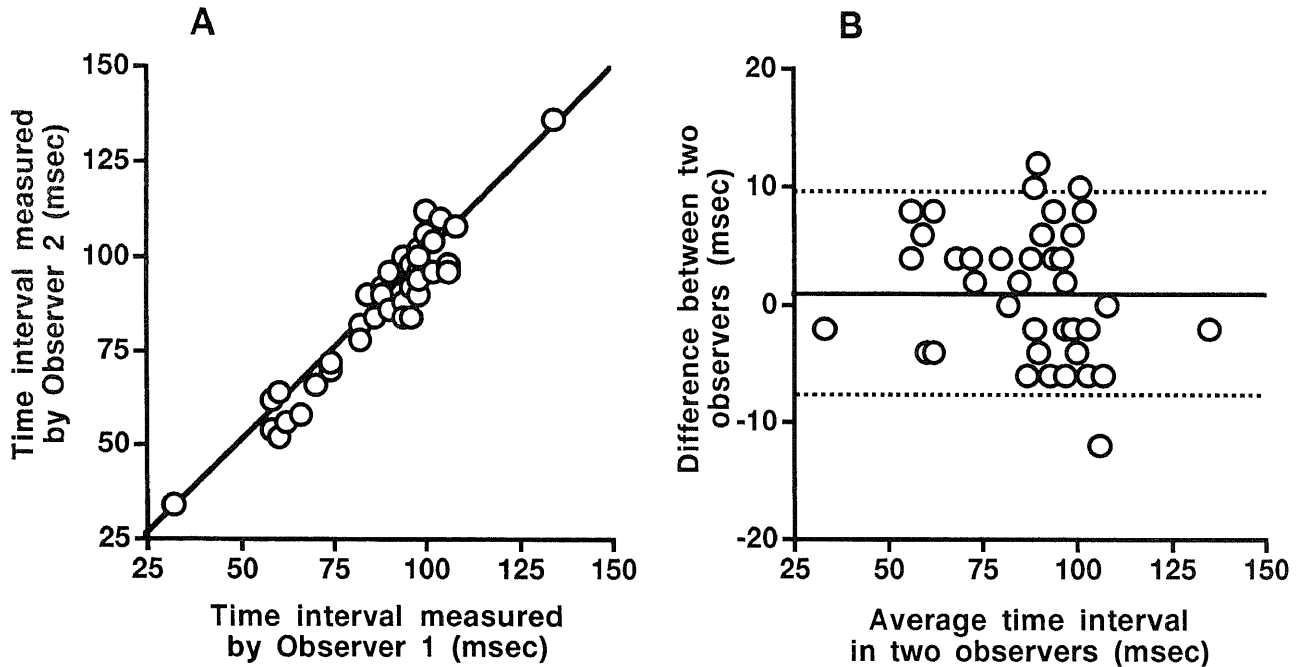 A
150
125
100
75
50
25
25 50 75 100 125 150
Time interval measured
by Observer 2 (msec)
Time interval measured
by Observer 1 (msec)
B
20
10
0
-10
-20
25 50 75 100 125 150
Difference between two
observers (msec)
Average time interval
in two observers (msec)